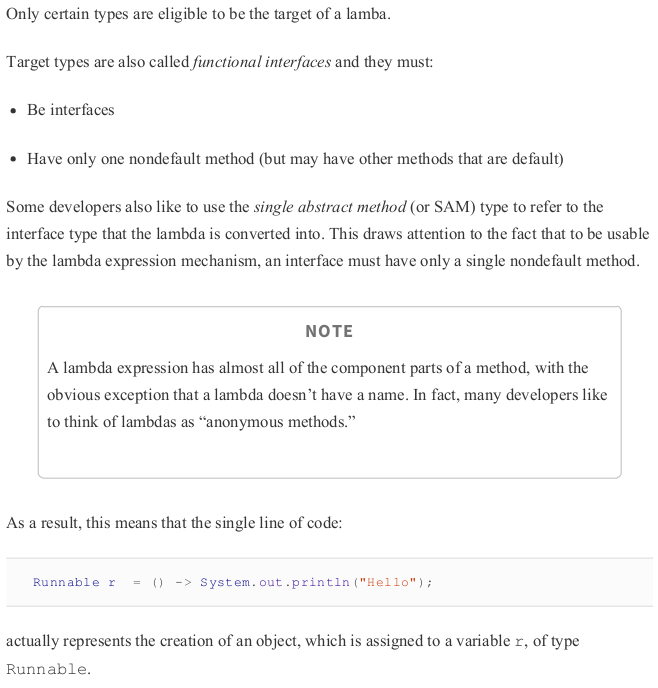 Only certain types are eligible to be the target of a lamba.
Target types are also called functional interfaces and they must:
• Be interfaces
• Have only one nondefault method (but may have other methods that are default)
Some developers also like to use the single abstract method (or SAM) type to refer to the
interface type that the lambda is converted into. This draws attention to the fact that to be usable
by the lambda expression mechanism, an interface must have only a single nondefault method.
NOTE
A lambda expression has almost all of the component parts of a method, with the
obvious exception that a lambda doesn’t have a name. In fact, many developers like
to think of lambdas as “anonymous methods.”
As a result, this means that the single line of code:
Runnable r  = () -> System.out.println("Hello");
actually represents the creation of an object, which is assigned to a variable r, of type
Runnable.